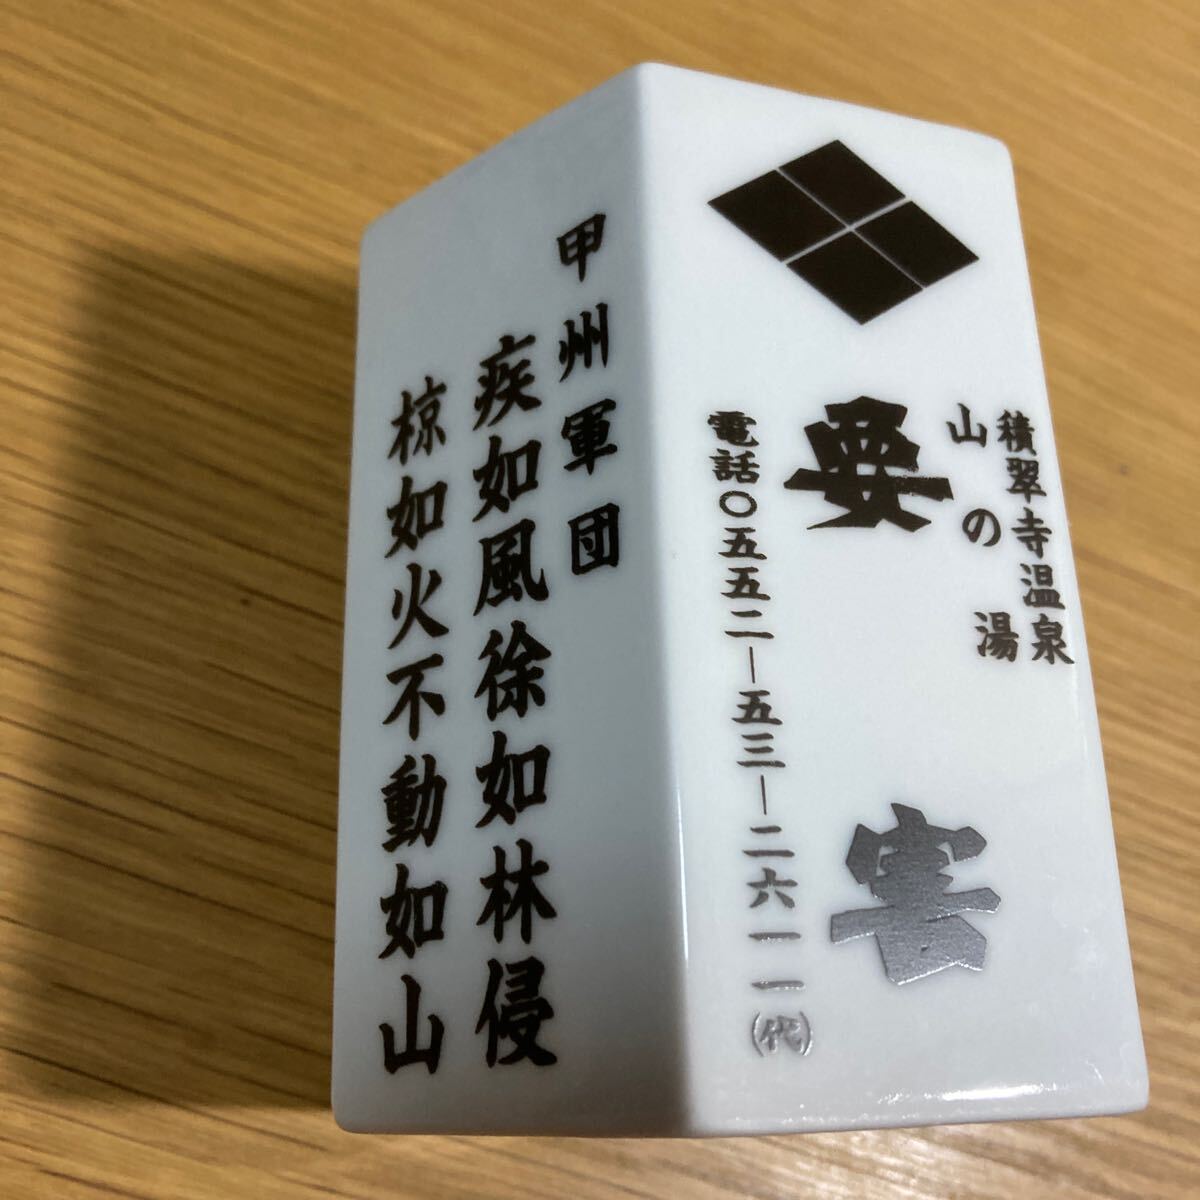 積翠寺温泉
山の湯
要害
電話〇五五二ー五三ー二六一一(代)
甲州軍団
疾如風徐如林侵
椋如火不動如山